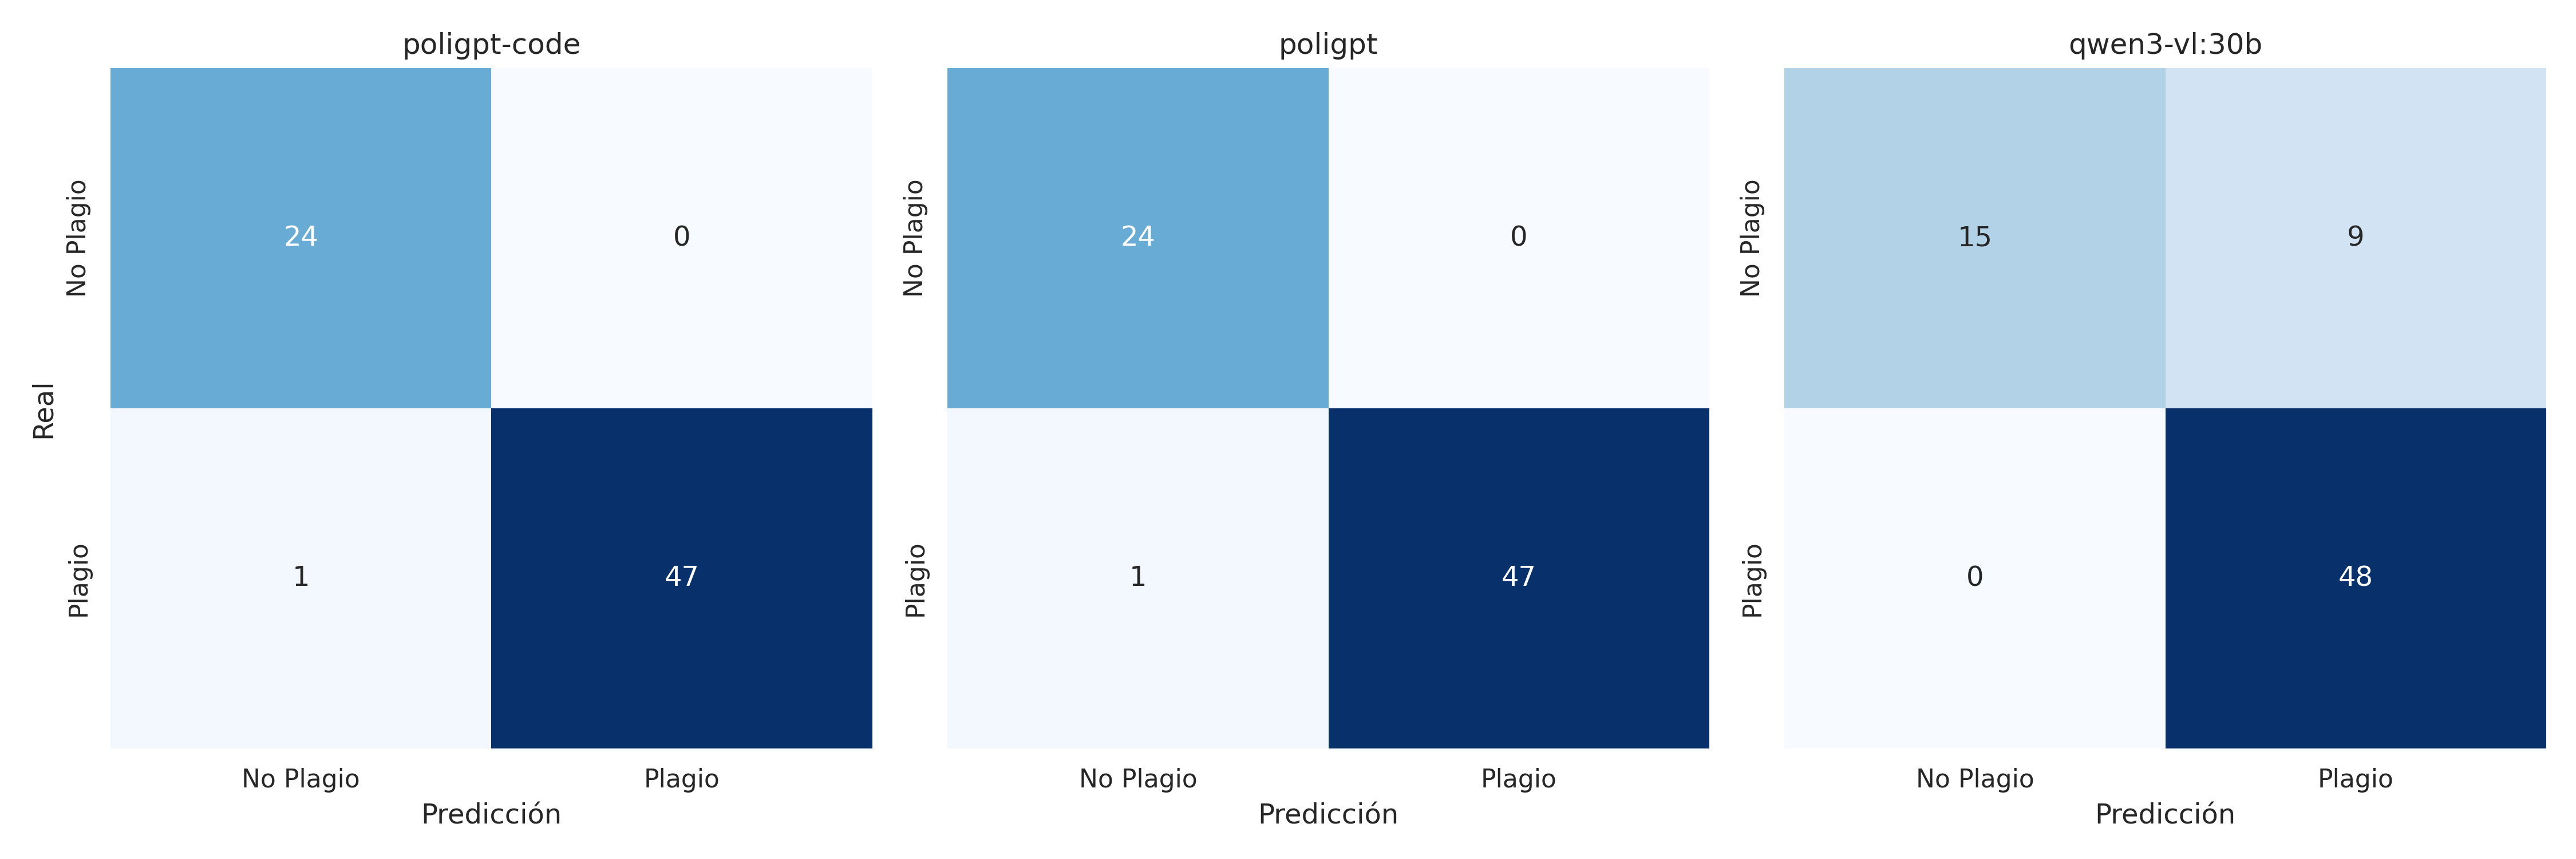 poligpt-code
No Plagio
24
0
Real
Plagio
1
47
No Plagio
Plagio
Predicción
poligpt
No Plagio
24
0
Plagio
1
47
No Plagio
Plagio
Predicción
qwen3-vl:30b
No Plagio
15
9
Plagio
0
48
No Plagio
Plagio
Predicción